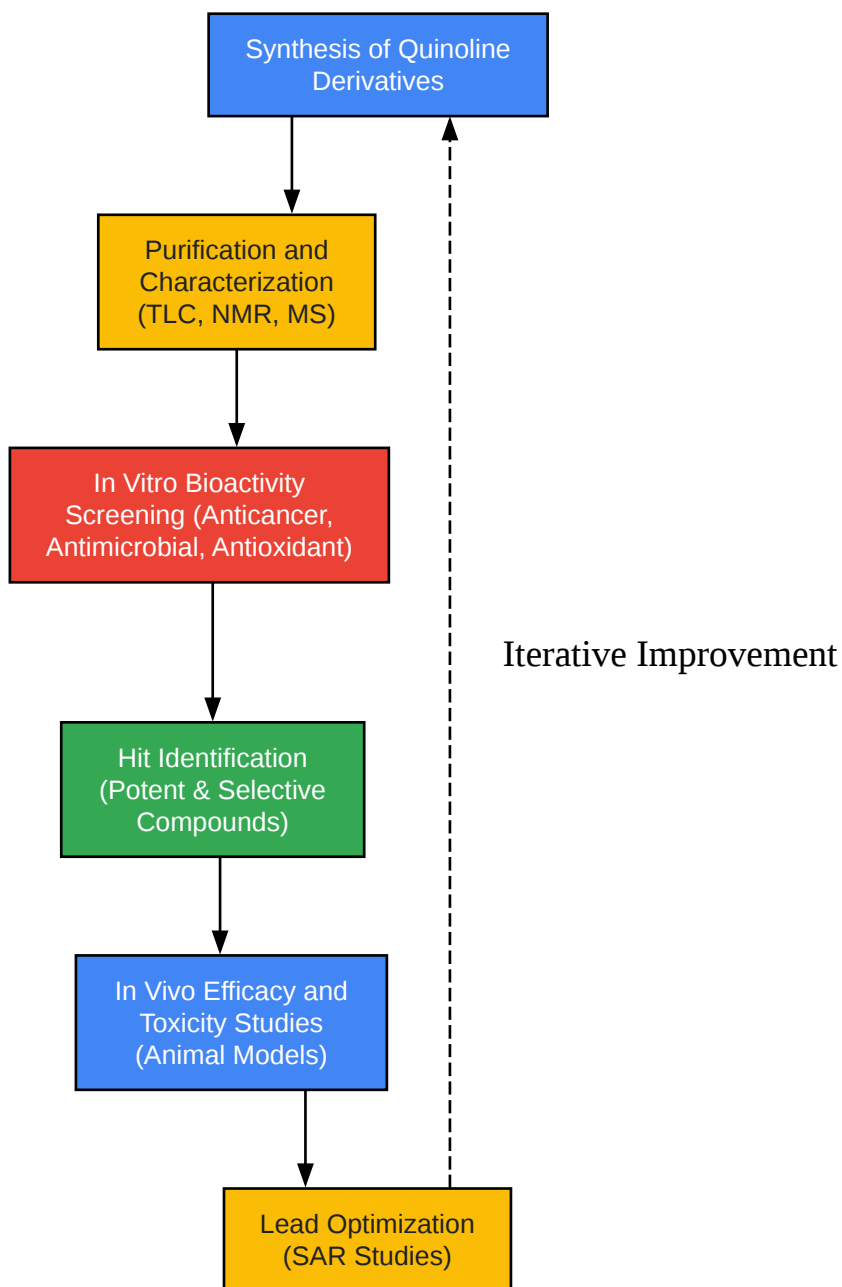 Synthesis of Quinoline
Derivatives
Purification and
Characterization
(TLC, NMR, MS)
In Vitro Bioactivity
Screening (Anticancer,
Antimicrobial, Antioxidant)
Iterative Improvement
Hit Identification
(Potent & Selective
Compounds)
In Vivo Efficacy and
Toxicity Studies
(Animal Models)
Lead Optimization
(SAR Studies)